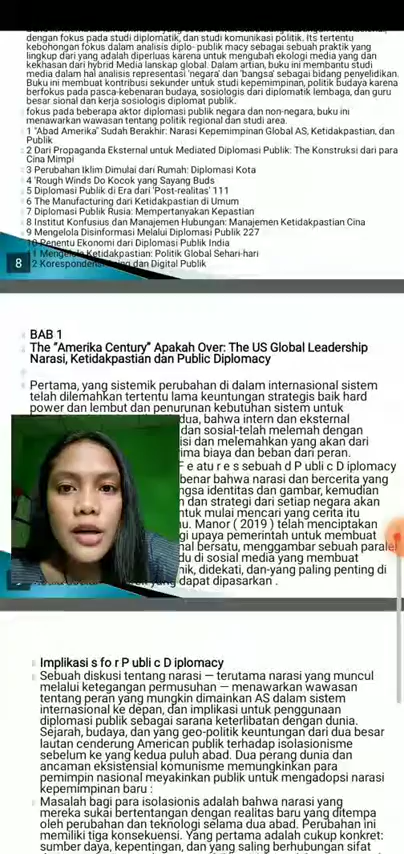 dengan fokus pada studi diplomatik, dan studi komunikasi politik. Its tertentu
kebohongan fokus dalam analisis diplo- publik macy sebagai sebuah praktik yang
lingkup dari yang adalah diperluas karena untuk mengubah ekologi media yang dan
kekhasan dari hybrid Media lanskap global. Dalam artian, buku ini membantu studi
media dalam hal analisis representasi 'negara' dan 'bangsa' sebagai bidang penyelidikan.
Buku ini membuat kontribusi sekunder untuk studi kepemimpinan, politik budaya karena
berfokus pada pasca-kebenaran budaya, sosiologis dari diplomatik lembaga, dan guru
besar sional dan kerja sosiologis diplomat publik.
fokus pada beberapa aktor diplomasi publik negara dan non-negara, buku ini
menawarkan wawasan tentang politik regional dan studi area.
1 "Abad Amerika" Sudah Berakhir: Narasi Kepemimpinan Global AS, Ketidakpastian, dan
Publik
2 Dari Propaganda Eksternal untuk Mediated Diplomasi Publik: The Konstruksi dari para
Cina Mimpi
3 Perubahan Iklim Dimulai dari Rumah: Diplomasi Kota
4 'Rough Winds Do Kocok yang Sayang Buds
5 Diplomasi Publik di Era dari 'Post-realitas' 111
6 The Manufacturing dari Ketidakpastian di Umum
7 Diplomasi Publik Rusia: Mempertanyakan Kepastian
8 Institut Konfusius dan Manajemen Hubungan: Manajemen Ketidakpastian Cina
9 Mengelola Disinformasi Melalui Diplomasi Publik 227
10 Penentu Ekonomi dari Diplomasi Publik India
Mengelola Ketidakpastian: Politik Global Sehari-hari
8
dan Digital Publik
BAB 1
The "Amerika Century" Apakah Over: The US Global Leadership
Narasi, Ketidakpastian dan Public Diplomacy
Pertama, yang sistemik perubahan di dalam internasional sistem
telah dilemahkan tertentu lama keuntungan strategis baik hard
power dan lembut dan penurunan kebutuhan sistem untuk
dua, bahwa intern dan eksternal
dan sosial-telah melemah dengan
isi dan melemahkan yang akan dari
ima biaya dan beban dari peran.
F e atu r e s sebuah d P ubli c D iplomacy
benar bahwa narasi dan bercerita yang
ngsa identitas dan gambar, kemudian
dan strategi dari setiap negara akan
ntuk mulai mencari yang cerita itu
u. Manor ( 2019 ) telah menciptakan
gi upaya pemerintah untuk membuat
nal bersatu, menggambar sebuah paralel
du di sosial media yang membuat
nik, didekati, dan-yang paling penting di
dapat dipasarkan .
Implikasi s fo r P ubli c D iplomacy
Sebuah diskusi tentang narasi — terutama narasi yang muncul
melalui ketegangan permusuhan — menawarkan wawasan
tentang peran yang mungkin dimainkan AS dalam sistem
internasional ke depan, dan implikasi untuk penggunaan
diplomasi publik sebagai sarana keterlibatan dengan dunia.
Sejarah, budaya, dan yang geo-politik keuntungan dari dua besar
lautan cenderung American publik terhadap isolasionisme
sebelum ke yang kedua puluh abad. Dua perang dunia dan
ancaman eksistensial komunisme memungkinkan para
pemimpin nasional meyakinkan publik untuk mengadopsi narasi
kepemimpinan baru :
Masalah bagi para isolasionis adalah bahwa narasi yang
mereka sukai bertentangan dengan realitas baru yang ditempa
oleh perubahan dan teknologi selama dua abad. Perubahan ini
memiliki tiga konsekuensi. Yang pertama adalah cukup konkret:
sumber daya, kepentingan, dan yang saling berhubungan sifat